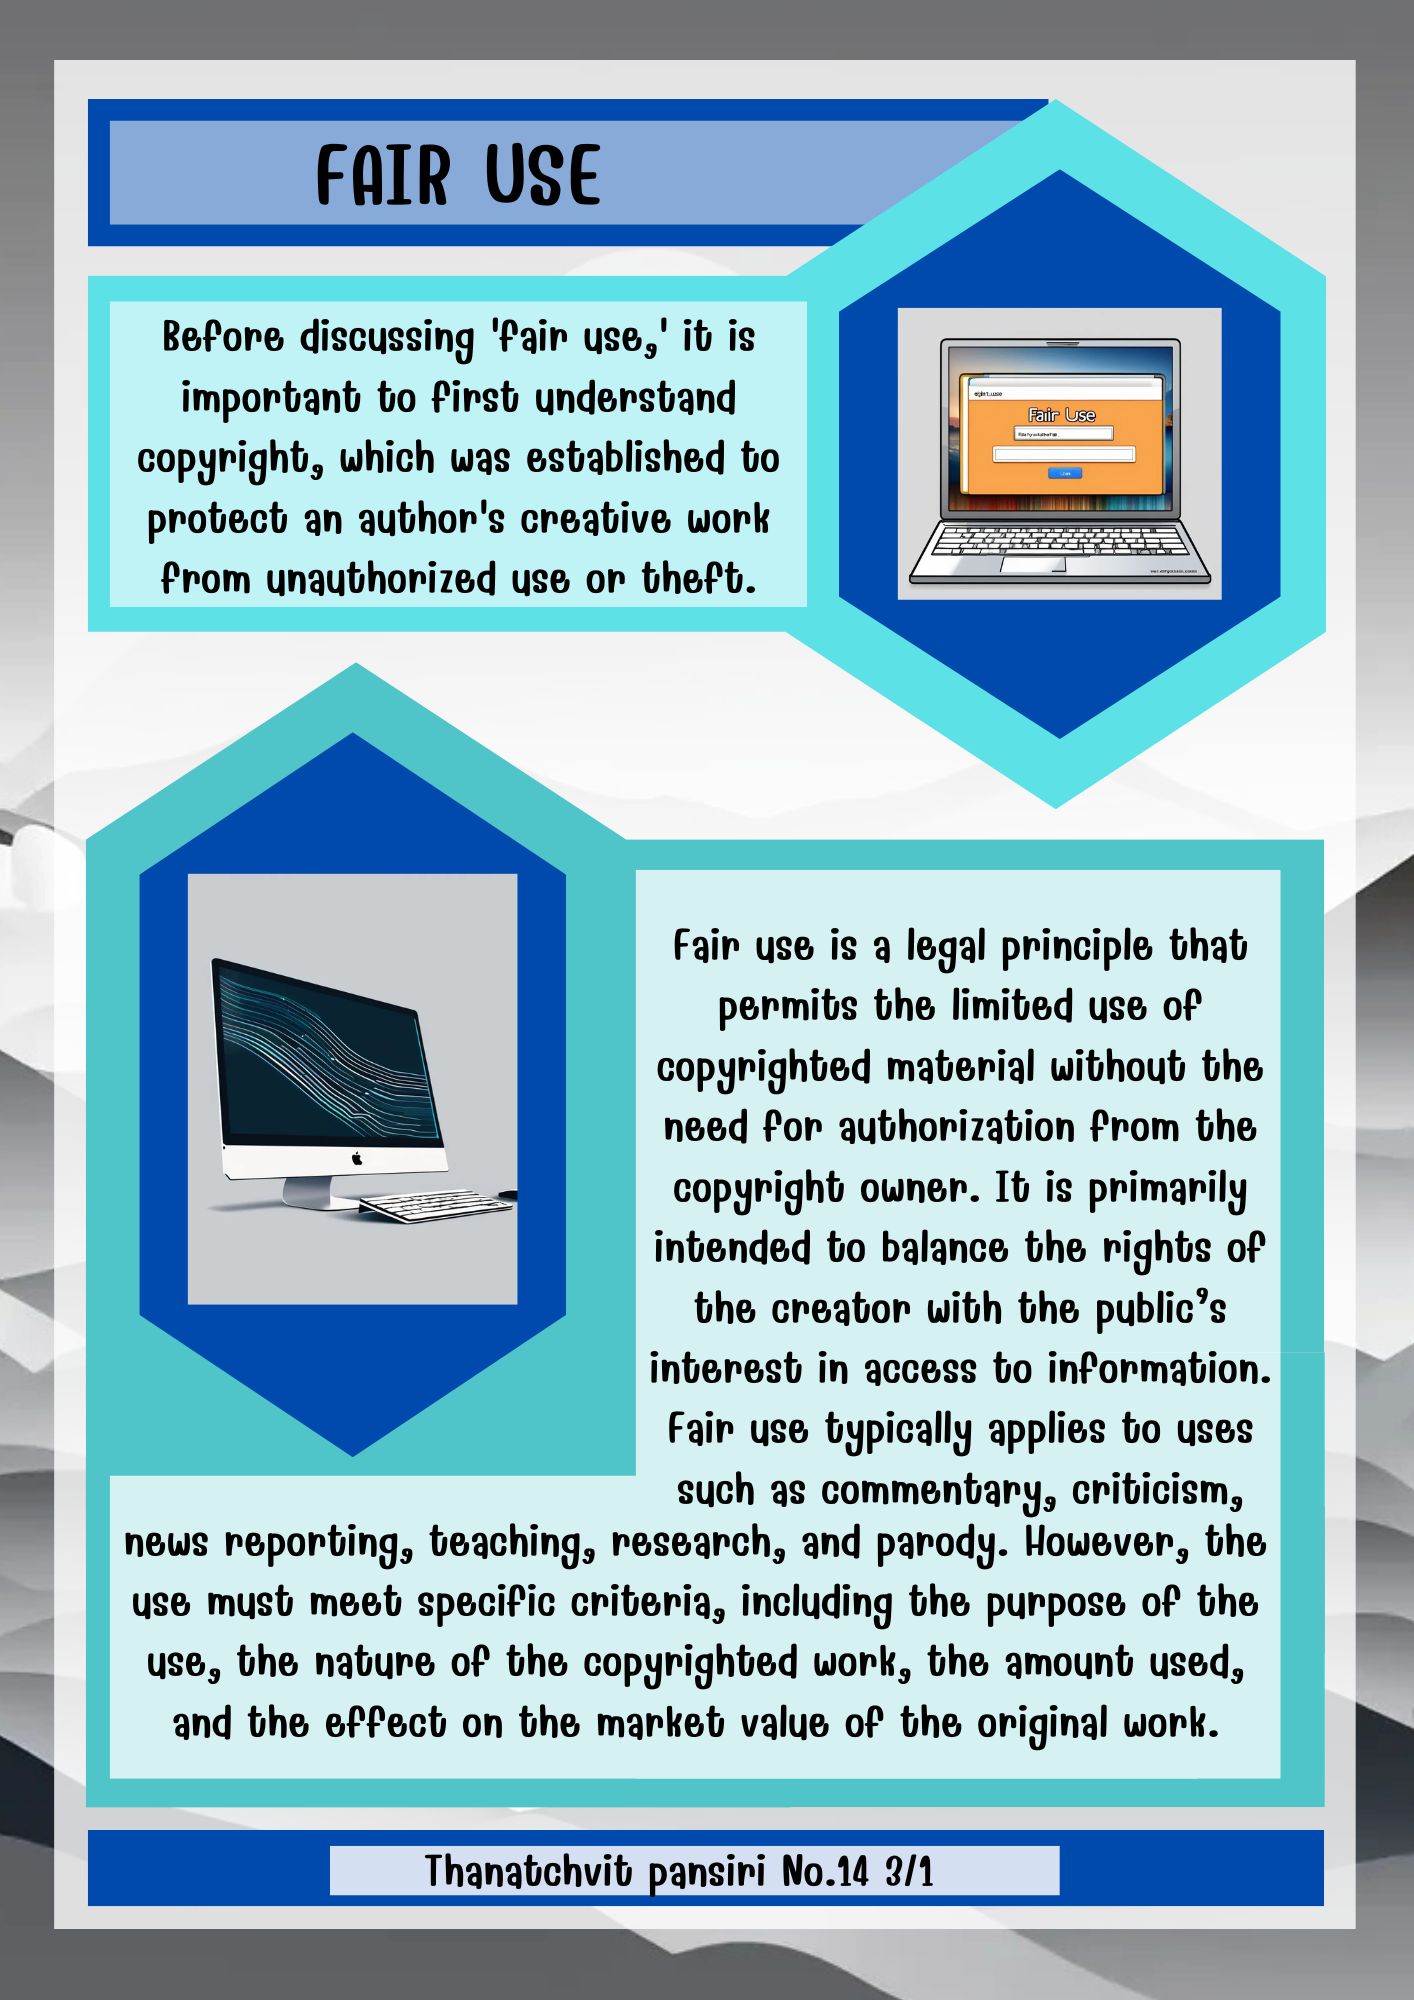 FAIR USE
Before discussing 'fair use,' it is
important to first understand
copyright, which was established to
protect an author's creative work
from unauthorized use or theft.
Faiir Use
Fair use is a legal principle that
permits the limited use of
copyrighted material without the
need for authorization from the
copyright owner. It is primarily
intended to balance the rights of
the creator with the public’s
interest in access to information.
Fair use typically applies to uses
such as commentary, criticism,
news reporting, teaching, research, and parody. However, the
use must meet specific criteria, including the purpose of the
use, the nature of the copyrighted work, the amount used,
and the effect on the market value of the original work.
Thanatchvit pansiri No.14 3/1